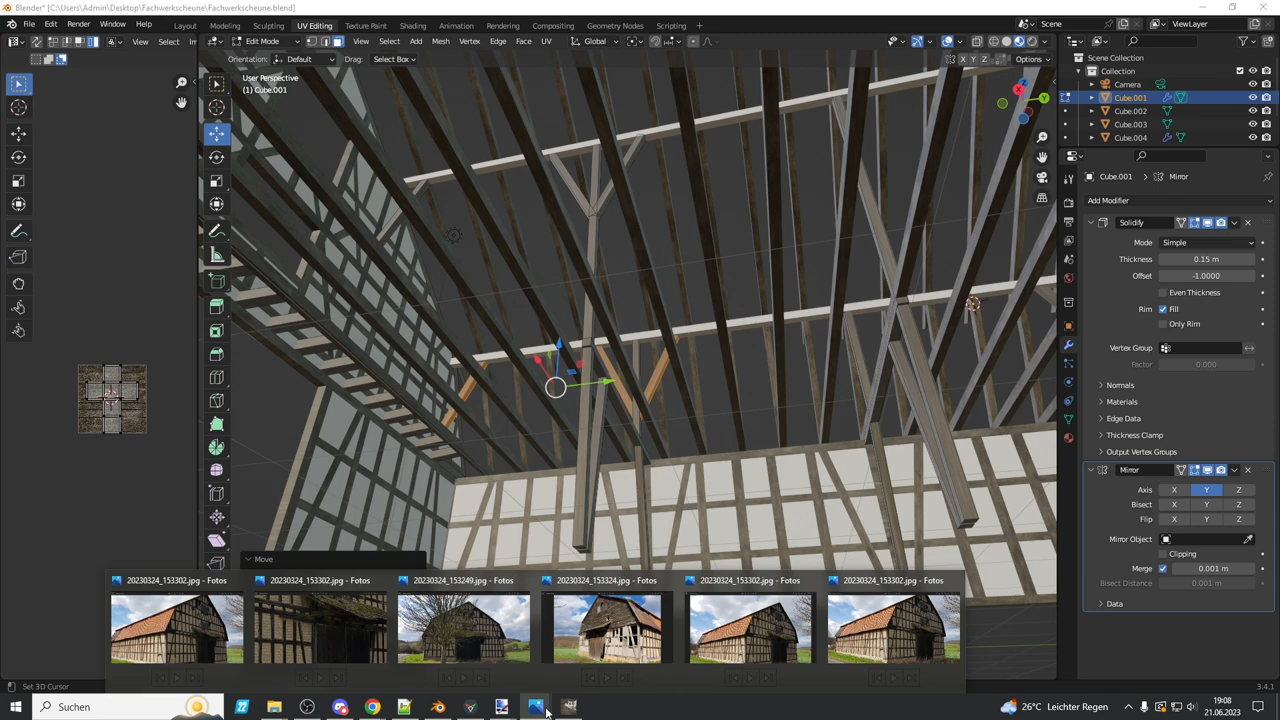 Blender* [C:\Users\Admin\Desktop\Fachwerkscheune\Fachwerkscheune.blend]
File Edit Render Window Help Layout Modeling Sculpting UV Editing Texture Paint Shading Animation Rendering Compositing Geometry Nodes Scripting Scene ViewLayer
View Select Edit Mode View Select Add Mesh Vertex Edge Face UV Global
Orientation: Default Drag: Select Box X Y Z Options
User Perspective
(1) Cube.001
Scene Collection
Collection
Camera
Cube.001
Cube.002
Cube.003
Cube.004
Cube.001 > Mirror
Add Modifier
Solidify
Mode Simple
Thickness 0.15 m
Offset -1.0000
Even Thickness
Rim Fill
Only Rim
Vertex Group
Factor 0.000
Normals
Materials
Edge Data
Thickness Clamp
Output Vertex Groups
Mirror
Axis X Y Z
Bisect X Y Z
Flip X Y Z
Mirror Object
Clipping
Merge 0.001 m
Bisect Distance 0.001 m
Data
Move
20230324_153302.jpg - Fotos 20230324_153302.jpg - Fotos 20230324_153249.jpg - Fotos 20230324_153324.jpg - Fotos 20230324_153302.jpg - Fotos 20230324_153302.jpg - Fotos
Set 3D Cursor 3.4.1
Suchen 26°C Leichter Regen 19:08
21.06.2023